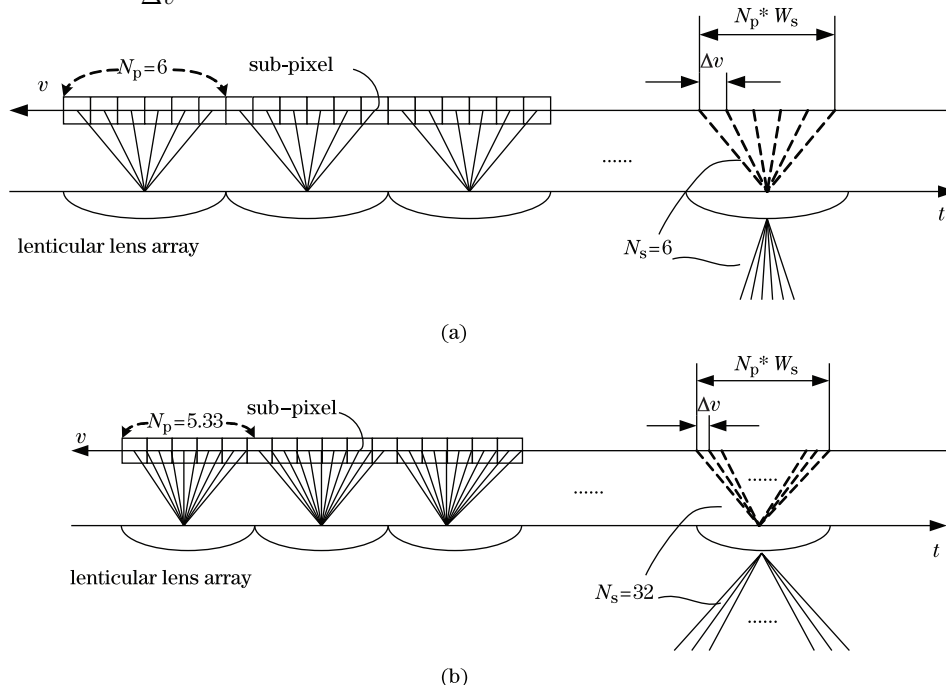 Δv
N_p* W_s
N_p=6
sub-pixel
Δv
v
......
t
lenticular lens array
N_s=6
(a)
N_p* W_s
N_p=5.33
sub-pixel
Δv
v
......
......
t
lenticular lens array
N_s=32
......
(b)